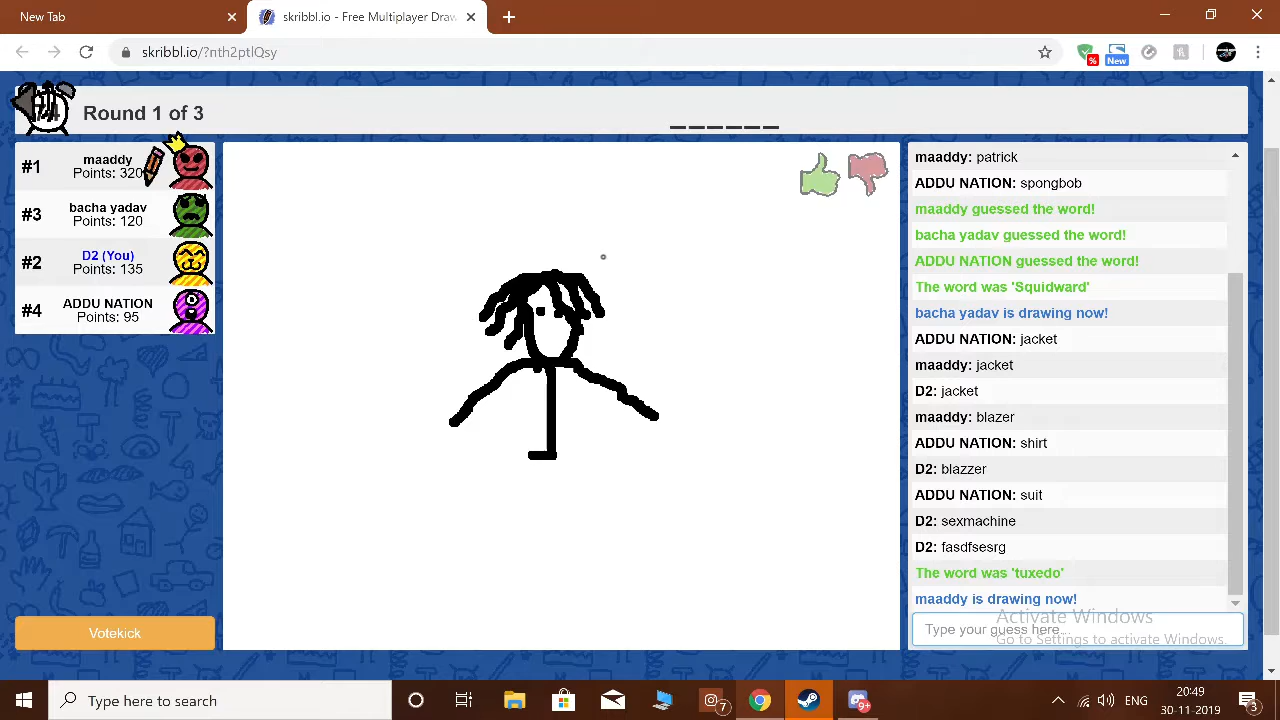 New Tab
skribbl.io - Free Multiplayer Draw
skribbl.io/?nth2ptlQsy
%
New
Round 1 of 3
______
#1 maaddy
Points: 320
#3 bacha yadav
Points: 120
#2 D2 (You)
Points: 135
#4 ADDU NATION
Points: 95
Votekick
maaddy: patrick
ADDU NATION: spongbob
maaddy guessed the word!
bacha yadav guessed the word!
ADDU NATION guessed the word!
The word was 'Squidward'
bacha yadav is drawing now!
ADDU NATION: jacket
maaddy: jacket
D2: jacket
maaddy: blazer
ADDU NATION: shirt
D2: blazzer
ADDU NATION: suit
D2: sexmachine
D2: fasdfsesrg
The word was 'tuxedo'
maaddy is drawing now!
Type your guess here...
Activate Windows
Go to Settings to activate Windows.
Type here to search
7
9+
ENG
20:49
30-11-2019
3